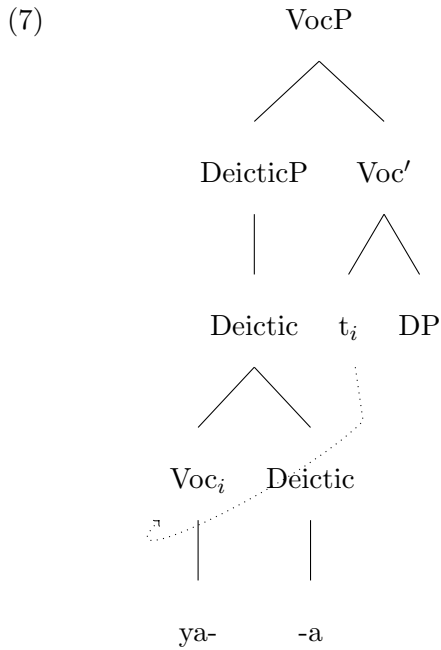 (7) VocP
DeicticP Voc′
Deictic tᵢ DP
Vocᵢ Deictic
ya- -a